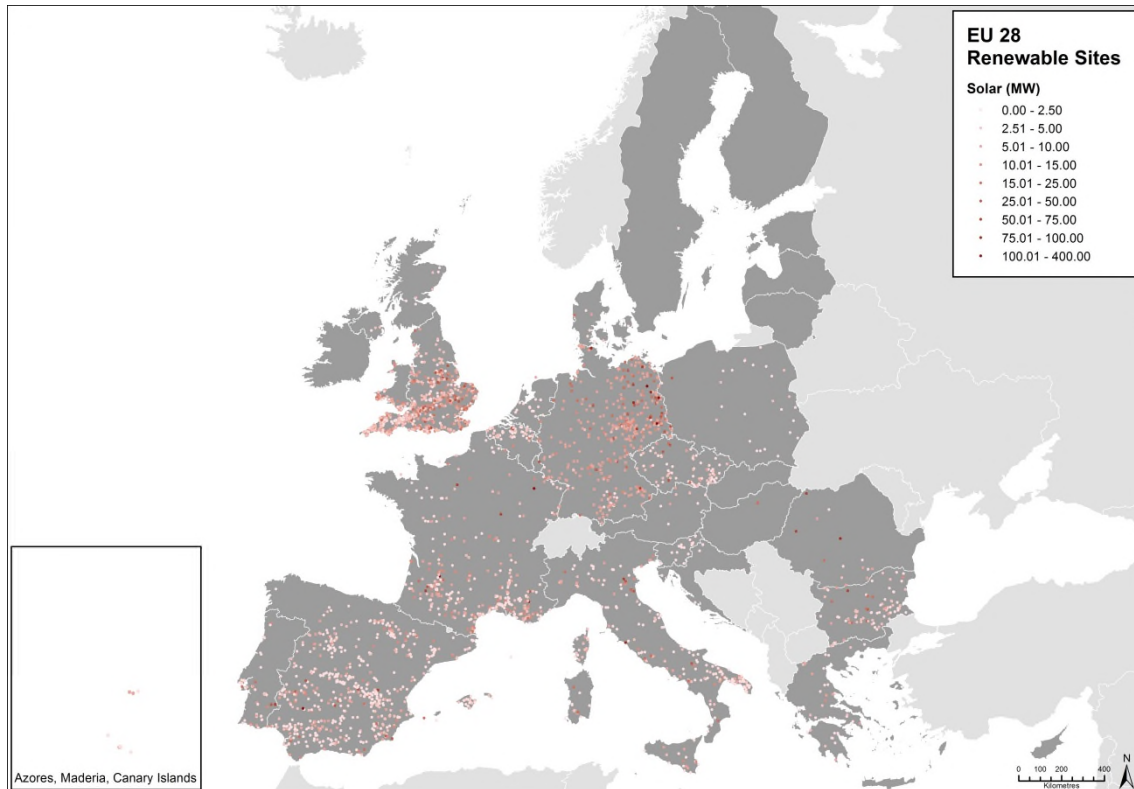 EU 28
Renewable Sites
Solar (MW)
0.00 - 2.50
2.51 - 5.00
5.01 - 10.00
10.01 - 15.00
15.01 - 25.00
25.01 - 50.00
50.01 - 75.00
75.01 - 100.00
100.01 - 400.00
Azores, Maderia, Canary Islands
N
0 100 200 400
Kilometres